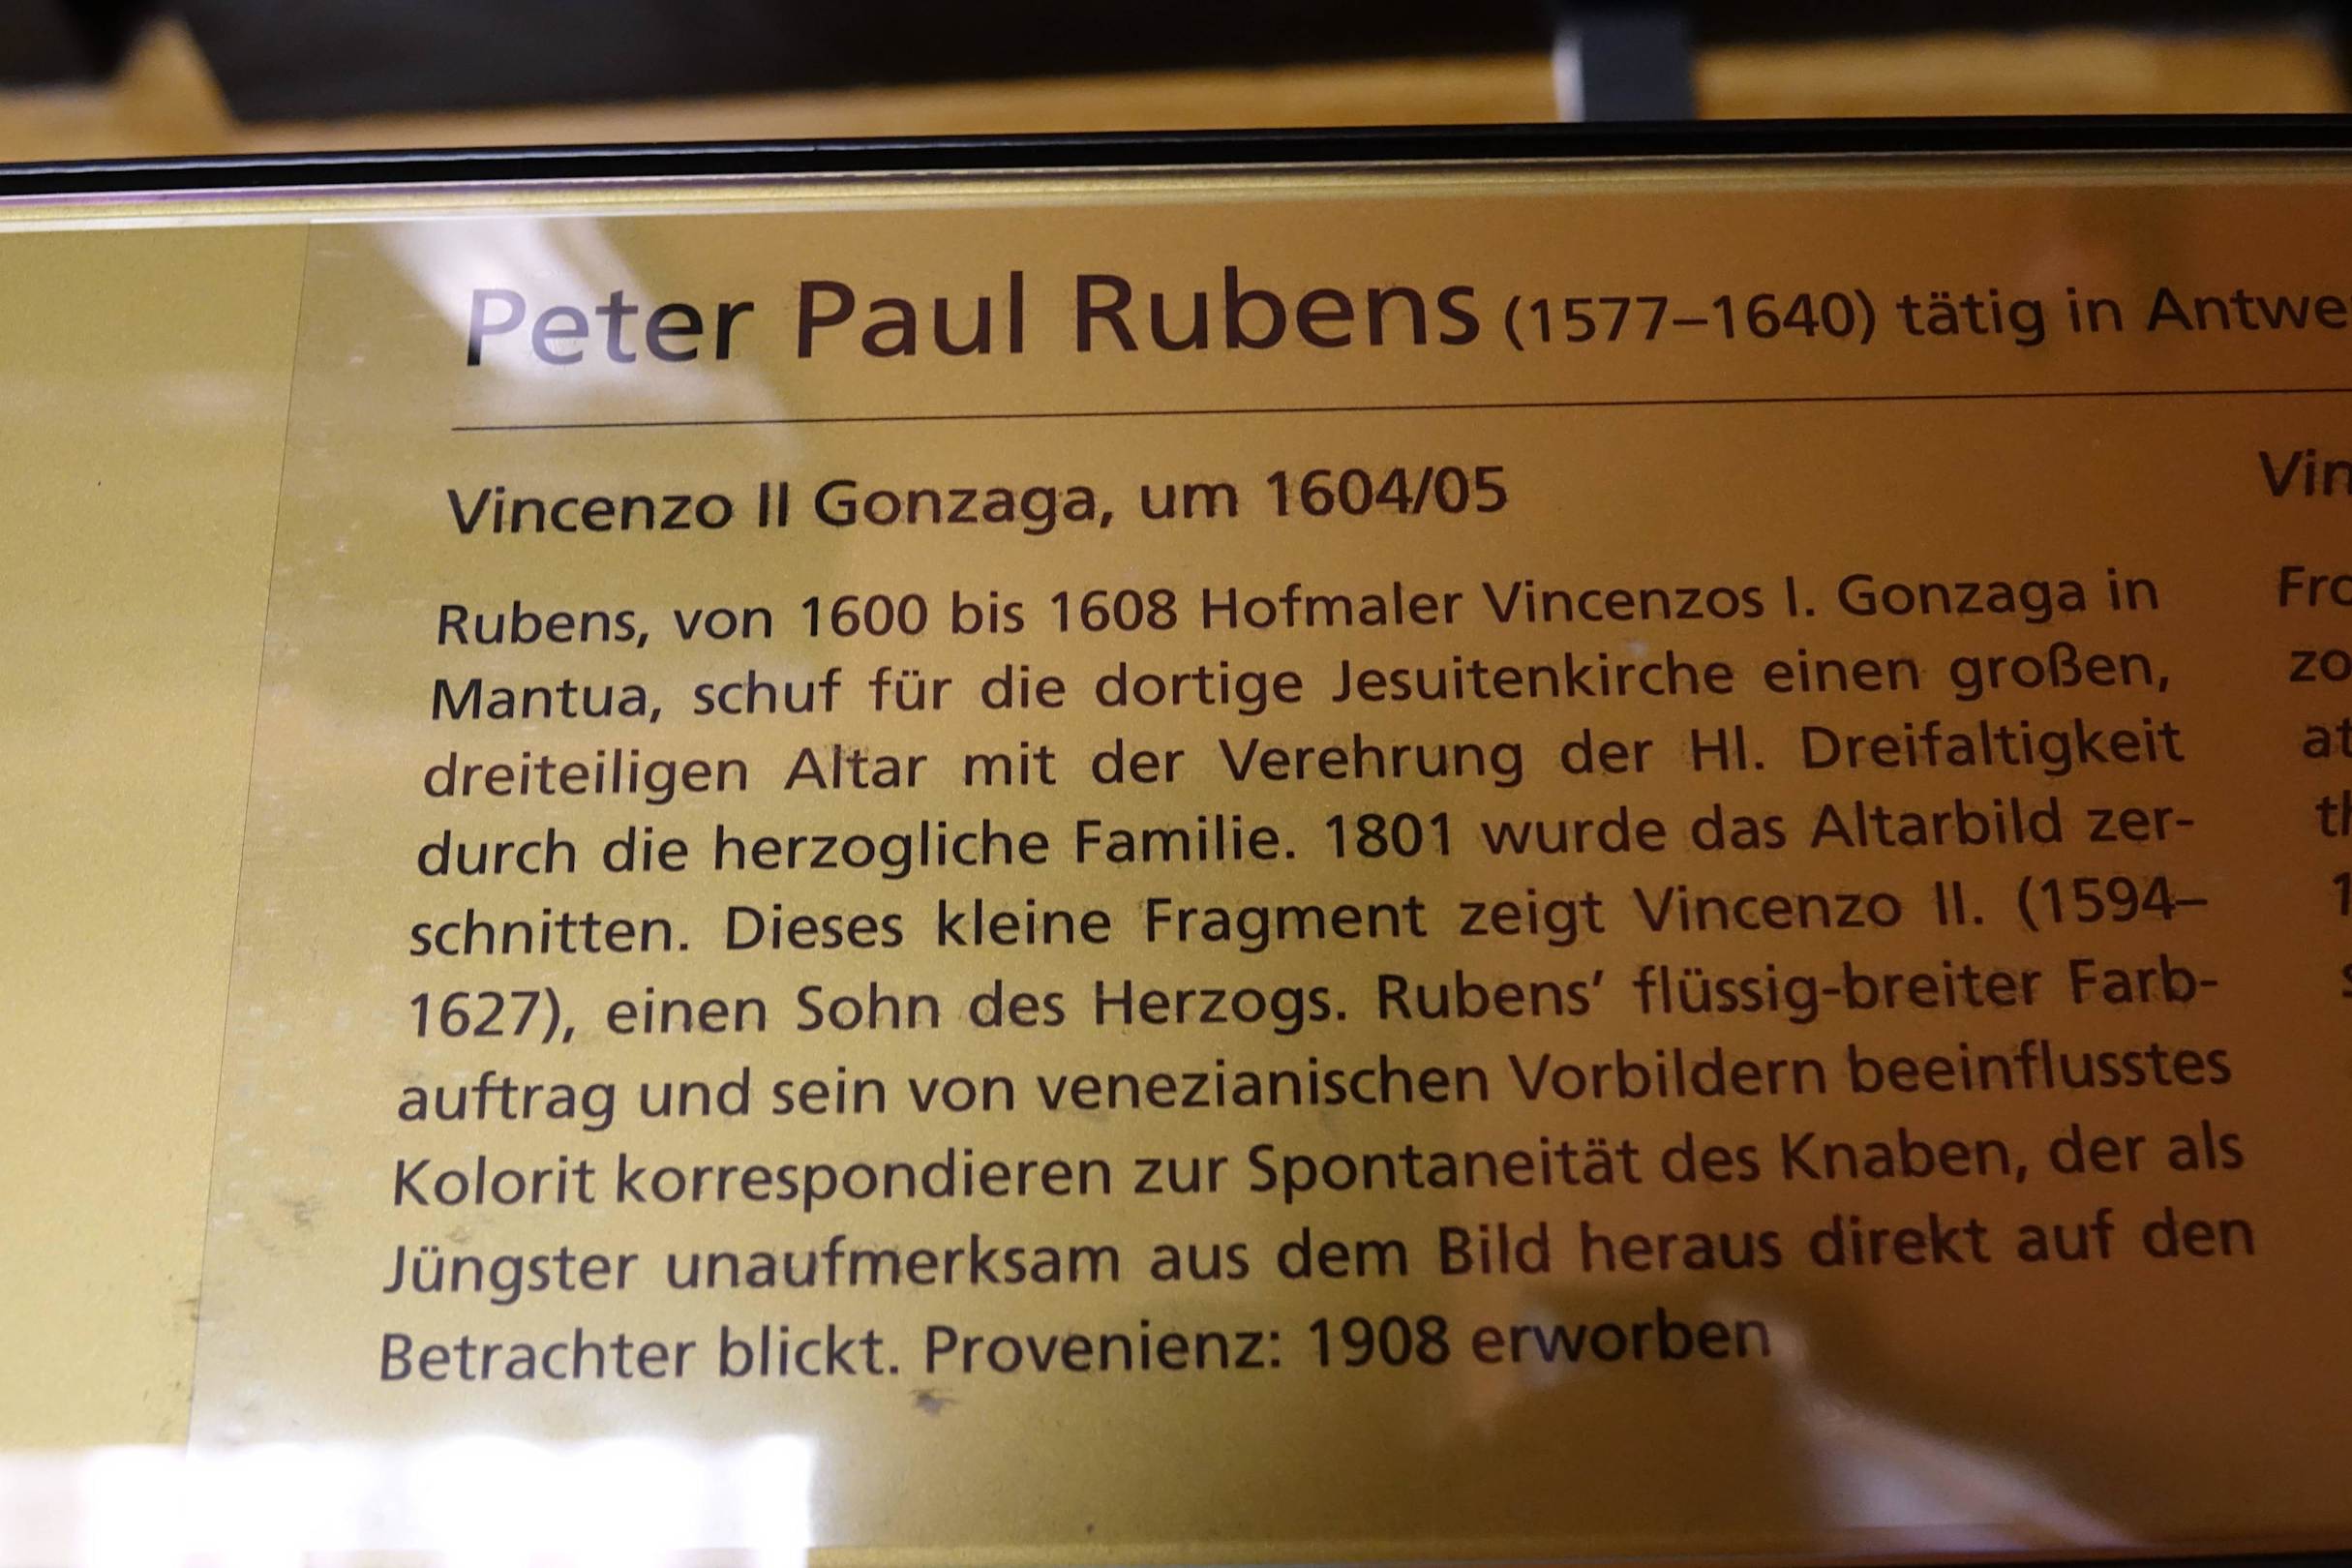 Peter Paul Rubens (1577–1640) tätig in Antwe
Vincenzo II Gonzaga, um 1604/05
Rubens, von 1600 bis 1608 Hofmaler Vincenzos I. Gonzaga in
Mantua, schuf für die dortige Jesuitenkirche einen großen,
dreiteiligen Altar mit der Verehrung der Hl. Dreifaltigkeit
durch die herzogliche Familie. 1801 wurde das Altarbild zer-
schnitten. Dieses kleine Fragment zeigt Vincenzo II. (1594–
1627), einen Sohn des Herzogs. Rubens’ flüssig-breiter Farb-
auftrag und sein von venezianischen Vorbildern beeinflusstes
Kolorit korrespondieren zur Spontaneität des Knaben, der als
Jüngster unaufmerksam aus dem Bild heraus direkt auf den
Betrachter blickt. Provenienz: 1908 erworben
Vin
Fro
zo
at
th
1